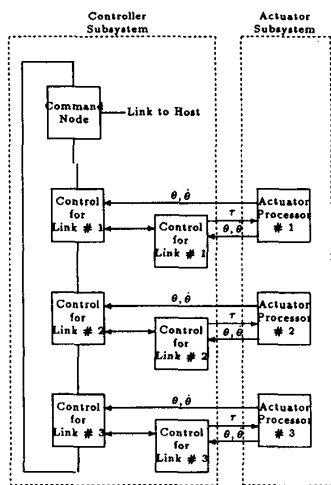 Controller
Subsystem
Actuator
Subsystem
Command
Node
Link to Host
θ, θ̇
Control
for
Link # 1
τ
θ, θ̇
Control
for
Link # 1
Actuator
Processor
# 1
θ, θ̇
Control
for
Link # 2
τ
θ, θ̇
Control
for
Link # 2
Actuator
Processor
# 2
θ, θ̇
Control
for
Link # 3
τ
θ, θ̇
Control
for
Link # 3
Actuator
Processor
# 3